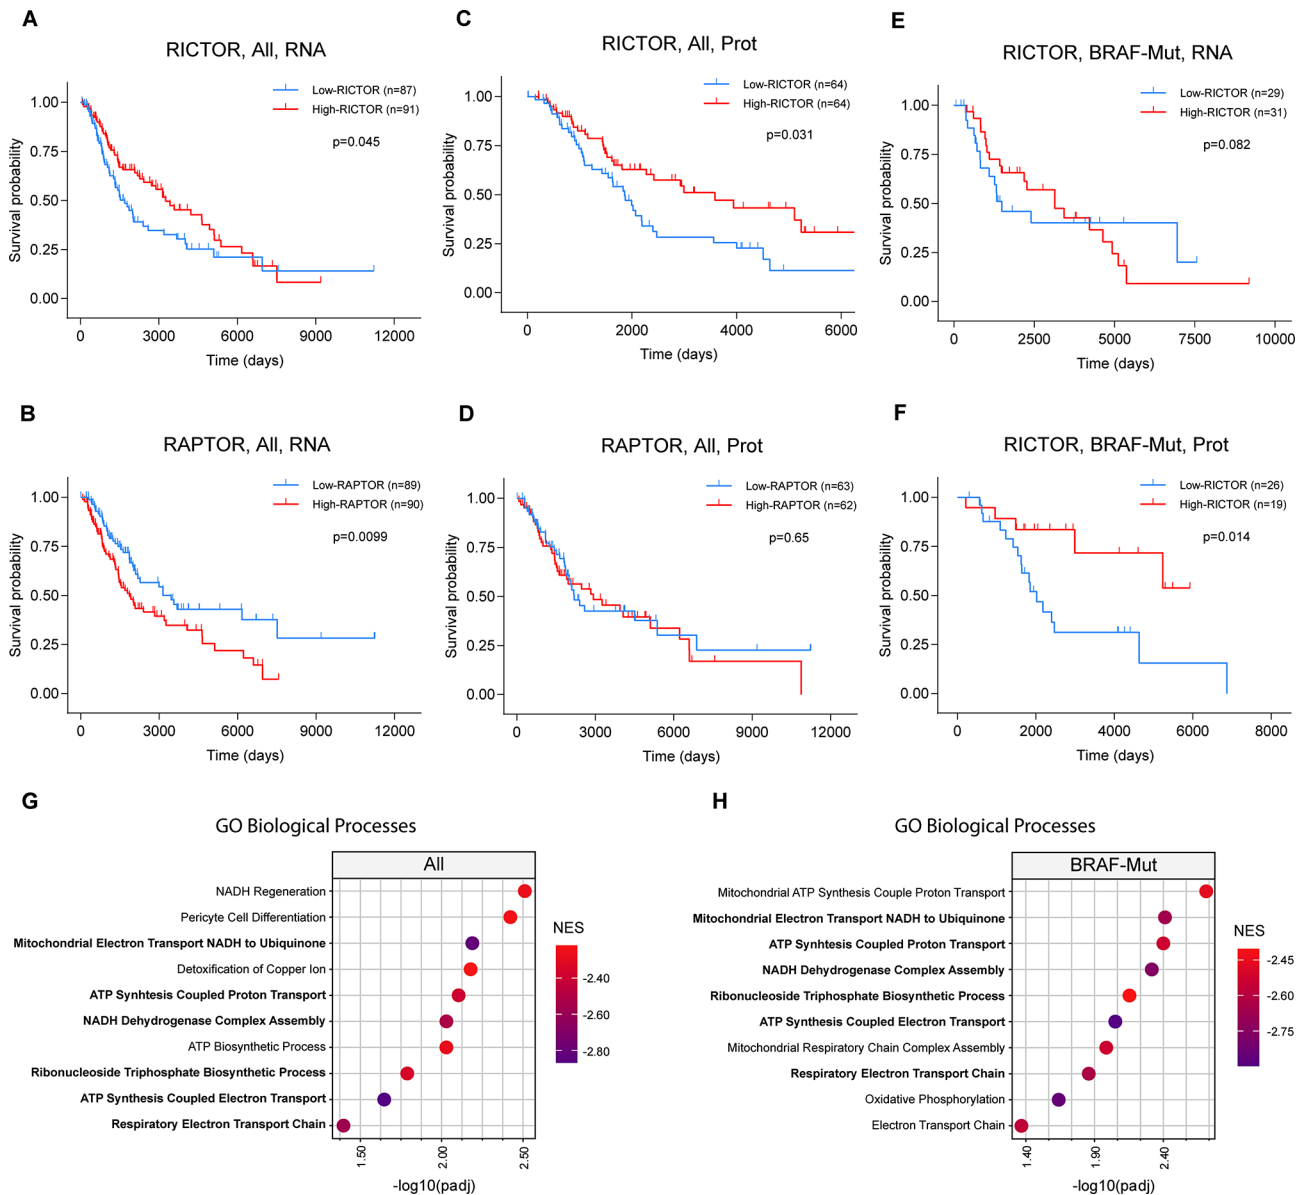 A
RICTOR, All, RNA
Low-RICTOR (n=87)
High-RICTOR (n=91)
p=0.045
Survival probability
1.00
0.75
0.50
0.25
0.00
0 3000 6000 9000 12000
Time (days)
C
RICTOR, All, Prot
Low-RICTOR (n=64)
High-RICTOR (n=64)
p=0.031
Survival probability
1.00
0.75
0.50
0.25
0.00
0 2000 4000 6000
Time (days)
E
RICTOR, BRAF-Mut, RNA
Low-RICTOR (n=29)
High-RICTOR (n=31)
p=0.082
Survival probability
1.00
0.75
0.50
0.25
0.00
0 2500 5000 7500 10000
Time (days)
B
RAPTOR, All, RNA
Low-RAPTOR (n=89)
High-RAPTOR (n=90)
p=0.0099
Survival probability
1.00
0.75
0.50
0.25
0.00
0 3000 6000 9000 12000
Time (days)
D
RAPTOR, All, Prot
Low-RAPTOR (n=63)
High-RAPTOR (n=62)
p=0.65
Survival probability
1.00
0.75
0.50
0.25
0.00
0 3000 6000 9000 12000
Time (days)
F
RICTOR, BRAF-Mut, Prot
Low-RICTOR (n=26)
High-RICTOR (n=19)
p=0.014
Survival probability
1.00
0.75
0.50
0.25
0.00
0 2000 4000 6000 8000
Time (days)
G
GO Biological Processes
All
NADH Regeneration
Pericyte Cell Differentiation
Mitochondrial Electron Transport NADH to Ubiquinone
Detoxification of Copper Ion
ATP Synhtesis Coupled Proton Transport
NADH Dehydrogenase Complex Assembly
ATP Biosynthetic Process
Ribonucleoside Triphosphate Biosynthetic Process
ATP Synthesis Coupled Electron Transport
Respiratory Electron Transport Chain
1.50 2.00 2.50
-log10(padj)
NES
-2.40
-2.60
-2.80
H
GO Biological Processes
BRAF-Mut
Mitochondrial ATP Synthesis Couple Proton Transport
Mitochondrial Electron Transport NADH to Ubiquinone
ATP Synhtesis Coupled Proton Transport
NADH Dehydrogenase Complex Assembly
Ribonucleoside Triphosphate Biosynthetic Process
ATP Synthesis Coupled Electron Transport
Mitochondrial Respiratory Chain Complex Assembly
Respiratory Electron Transport Chain
Oxidative Phosphorylation
Electron Transport Chain
1.40 1.90 2.40
-log10(padj)
NES
-2.45
-2.60
-2.75